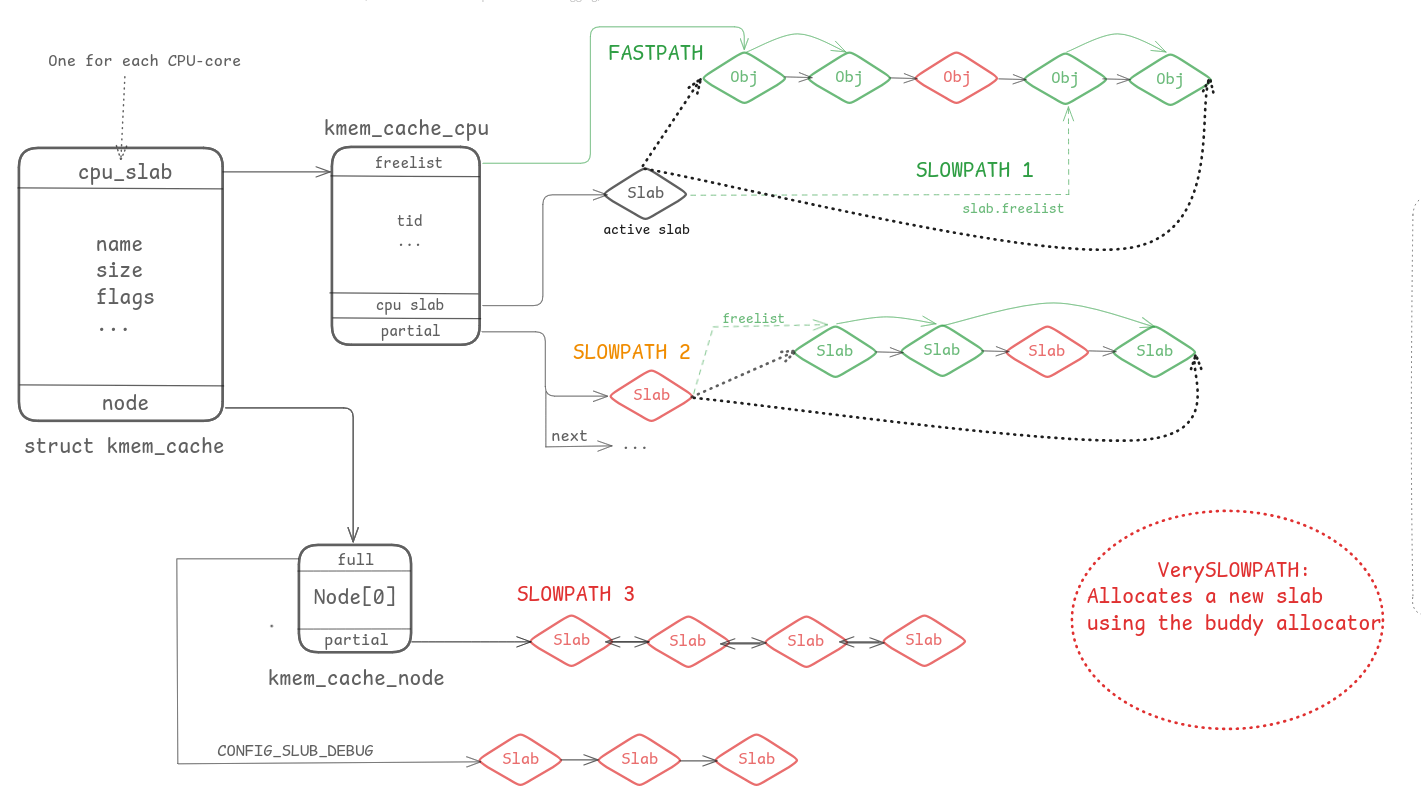 One for each CPU-core
cpu_slab
name
size
flags
...
node
struct kmem_cache
kmem_cache_cpu
freelist
tid
...
cpu slab
partial
FASTPATH
Obj
Obj
Obj
Obj
Obj
SLOWPATH 1
slab.freelist
Slab
active slab
SLOWPATH 2
freelist
Slab
Slab
Slab
Slab
Slab
next
...
full
Node[0]
partial
kmem_cache_node
.
SLOWPATH 3
Slab
Slab
Slab
Slab
CONFIG_SLUB_DEBUG
Slab
Slab
Slab
VerySLOWPATH:
Allocates a new slab
using the buddy allocator